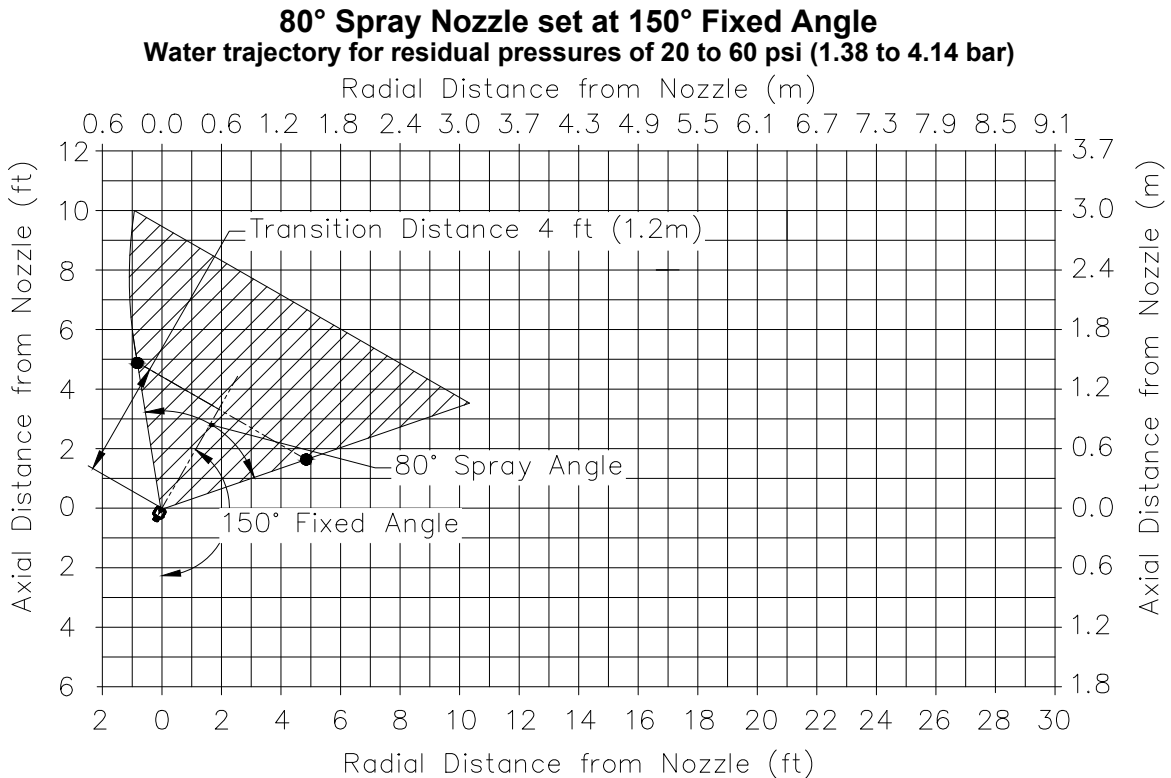 80° Spray Nozzle set at 150° Fixed Angle
Water trajectory for residual pressures of 20 to 60 psi (1.38 to 4.14 bar)
Radial Distance from Nozzle (m)
0.6 0.0 0.6 1.2 1.8 2.4 3.0 3.7 4.3 4.9 5.5 6.1 6.7 7.3 7.9 8.5 9.1
Axial Distance from Nozzle (ft)
12
10
8
6
4
2
0
2
4
6
Transition Distance 4 ft (1.2m)
80° Spray Angle
150° Fixed Angle
3.7
3.0
2.4
1.8
1.2
0.6
0.0
0.6
1.2
1.8
Axial Distance from Nozzle (m)
2 0 2 4 6 8 10 12 14 16 18 20 22 24 26 28 30
Radial Distance from Nozzle (ft)